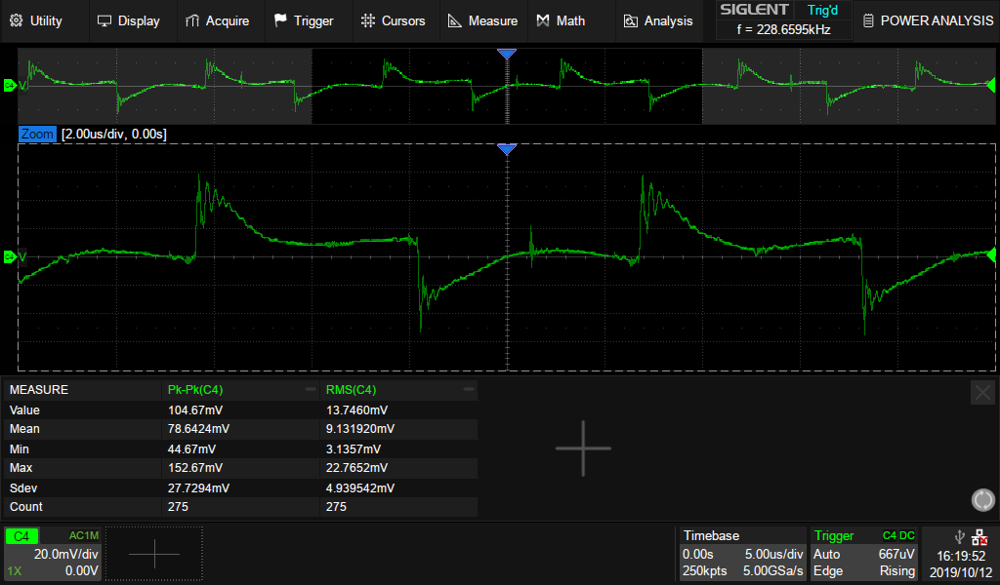 Utility Display Acquire Trigger Cursors Measure Math Analysis SIGLENT Trig'd POWER ANALYSIS
f = 228.6595kHz
C4 V
Zoom [2.00us/div, 0.00s]
C4 V
MEASURE Pk-Pk(C4) RMS(C4)
Value 104.67mV 13.7460mV
Mean 78.6424mV 9.131920mV
Min 44.67mV 3.1357mV
Max 152.67mV 22.7652mV
Sdev 27.7294mV 4.939542mV
Count 275 275
C4 AC1M Timebase Trigger C4 DC
20.0mV/div 0.00s 5.00us/div Auto 667uV 16:19:52
1X 0.00V 250kpts 5.00GSa/s Edge Rising 2019/10/12